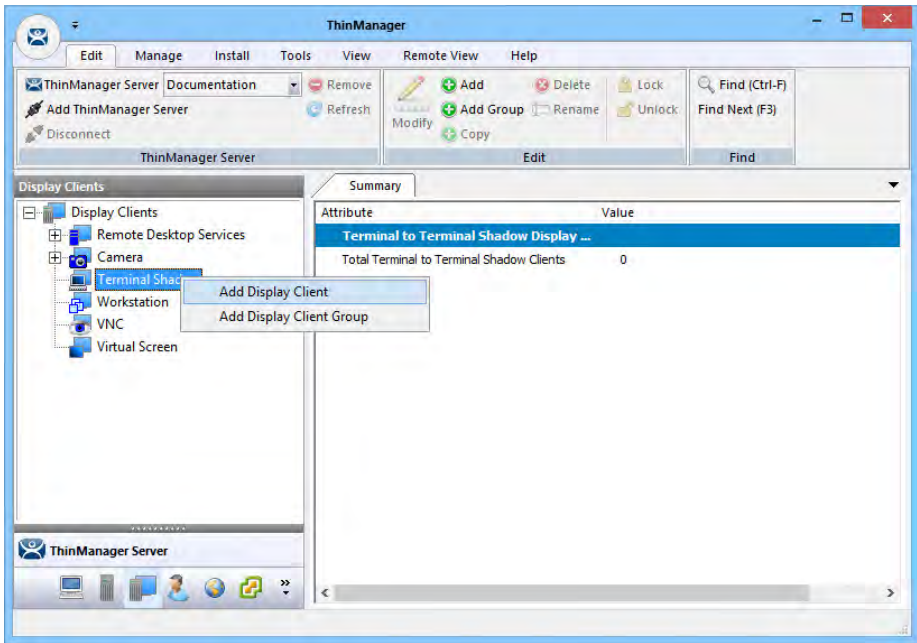 ThinManager
Edit Manage Install Tools View Remote View Help
ThinManager Server Documentation Remove Add Delete Lock Find (Ctrl-F)
Add ThinManager Server Refresh Modify Add Group Rename Unlock Find Next (F3)
Disconnect Copy
ThinManager Server Edit Find
Display Clients Summary
Display Clients Attribute Value
Remote Desktop Services Terminal to Terminal Shadow Display ...
Camera Total Terminal to Terminal Shadow Clients 0
Terminal Shad
Add Display Client
Workstation
Add Display Client Group
VNC
Virtual Screen
ThinManager Server